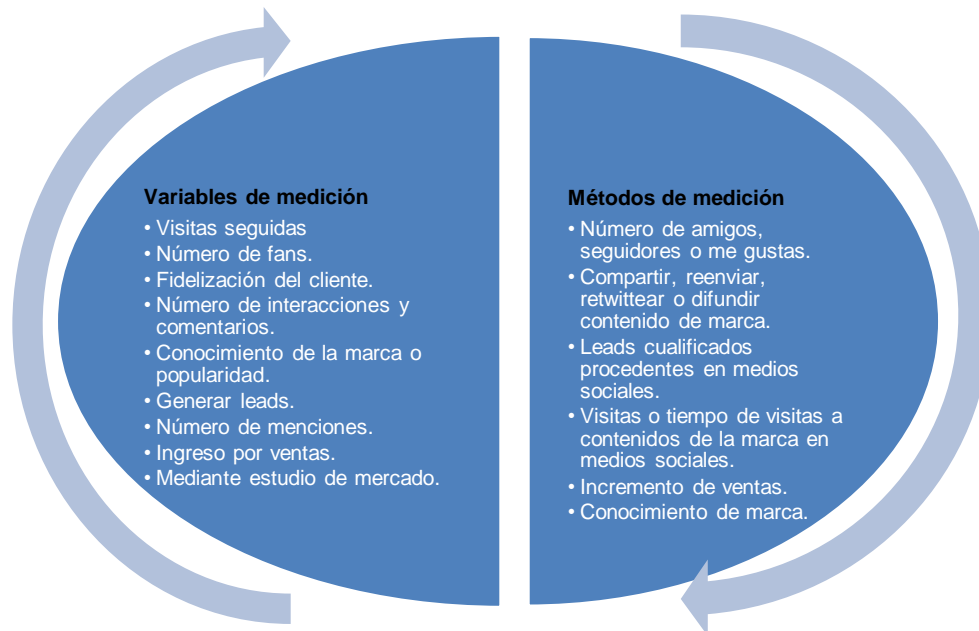 Variables de medición
• Visitas seguidas
• Número de fans.
• Fidelización del cliente.
• Número de interacciones y
comentarios.
• Conocimiento de la marca o
popularidad.
• Generar leads.
• Número de menciones.
• Ingreso por ventas.
• Mediante estudio de mercado.
Métodos de medición
• Número de amigos,
seguidores o me gustas.
• Compartir, reenviar,
retwittear o difundir
contenido de marca.
• Leads cualificados
procedentes en medios
sociales.
• Visitas o tiempo de visitas a
contenidos de la marca en
medios sociales.
• Incremento de ventas.
• Conocimiento de marca.